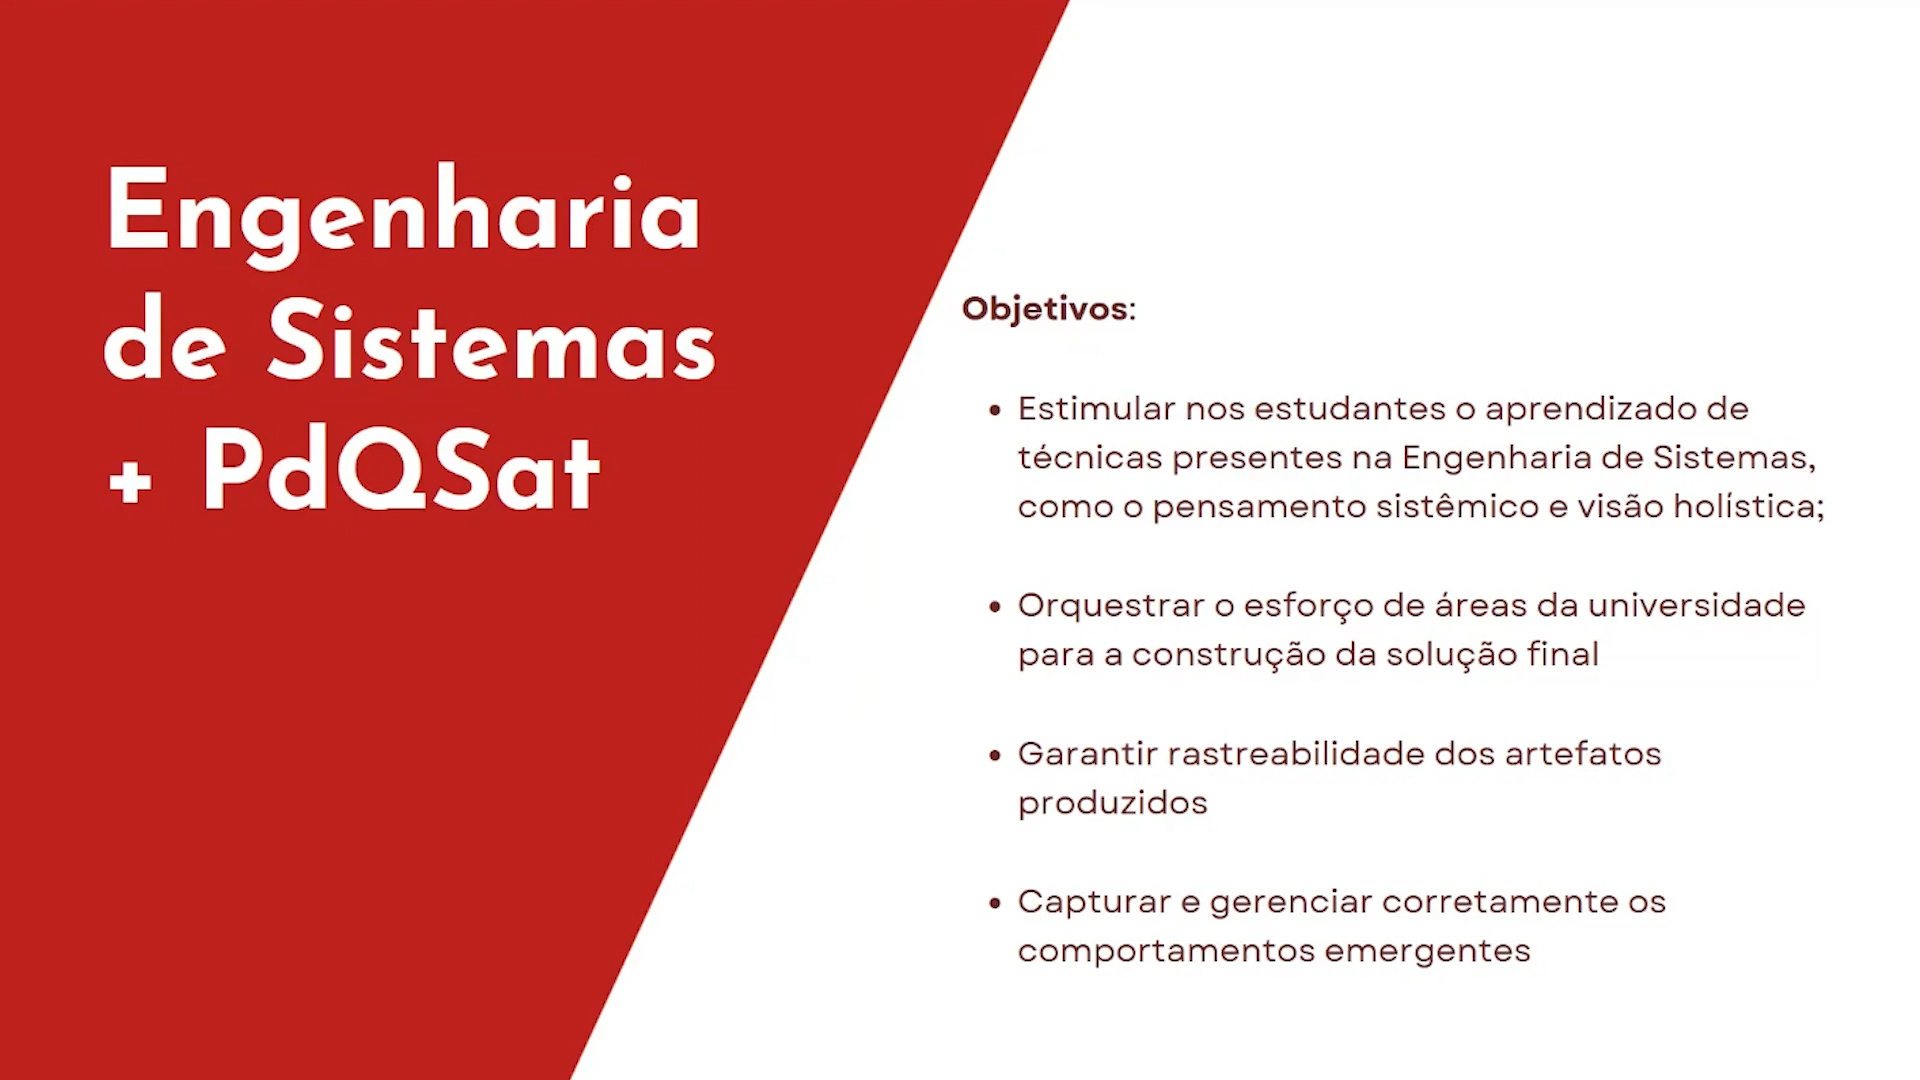 Engenharia
de Sistemas
+ PdQSat
Objetivos:
• Estimular nos estudantes o aprendizado de
técnicas presentes na Engenharia de Sistemas,
como o pensamento sistêmico e visão holística;
• Orquestrar o esforço de áreas da universidade
para a construção da solução final
• Garantir rastreabilidade dos artefatos
produzidos
• Capturar e gerenciar corretamente os
comportamentos emergentes